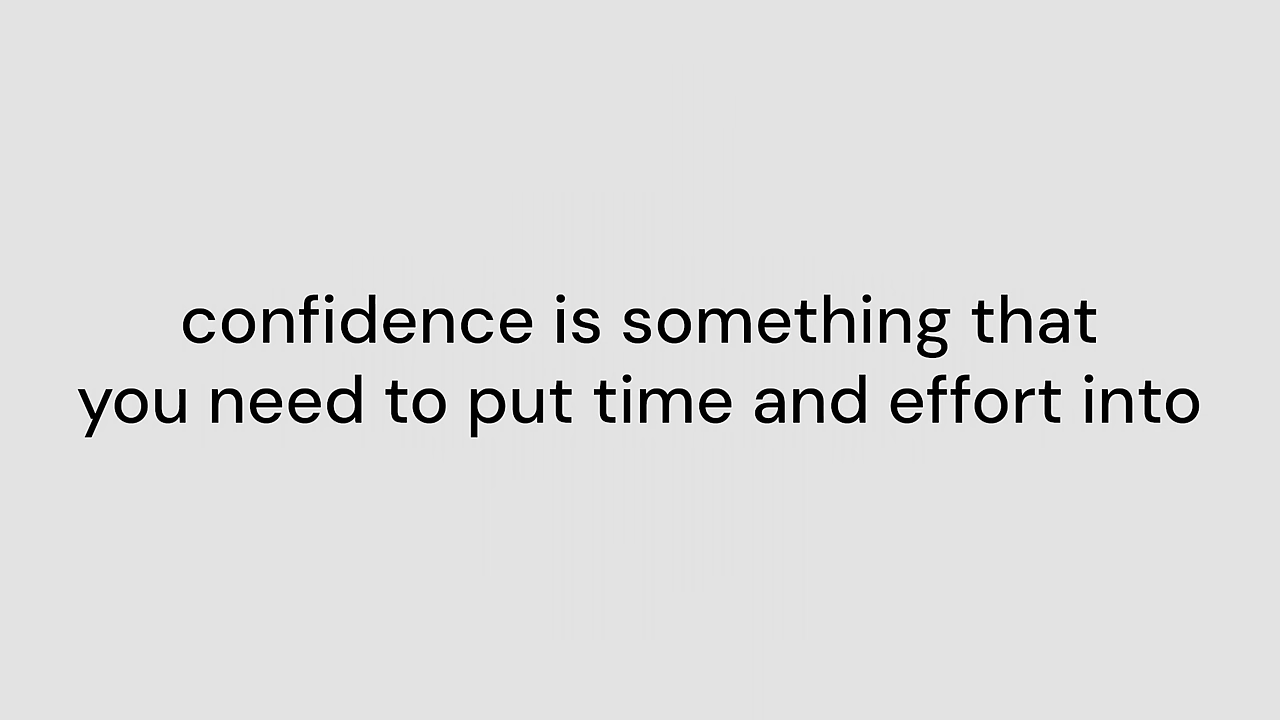 confidence is something that
you need to put time and effort into